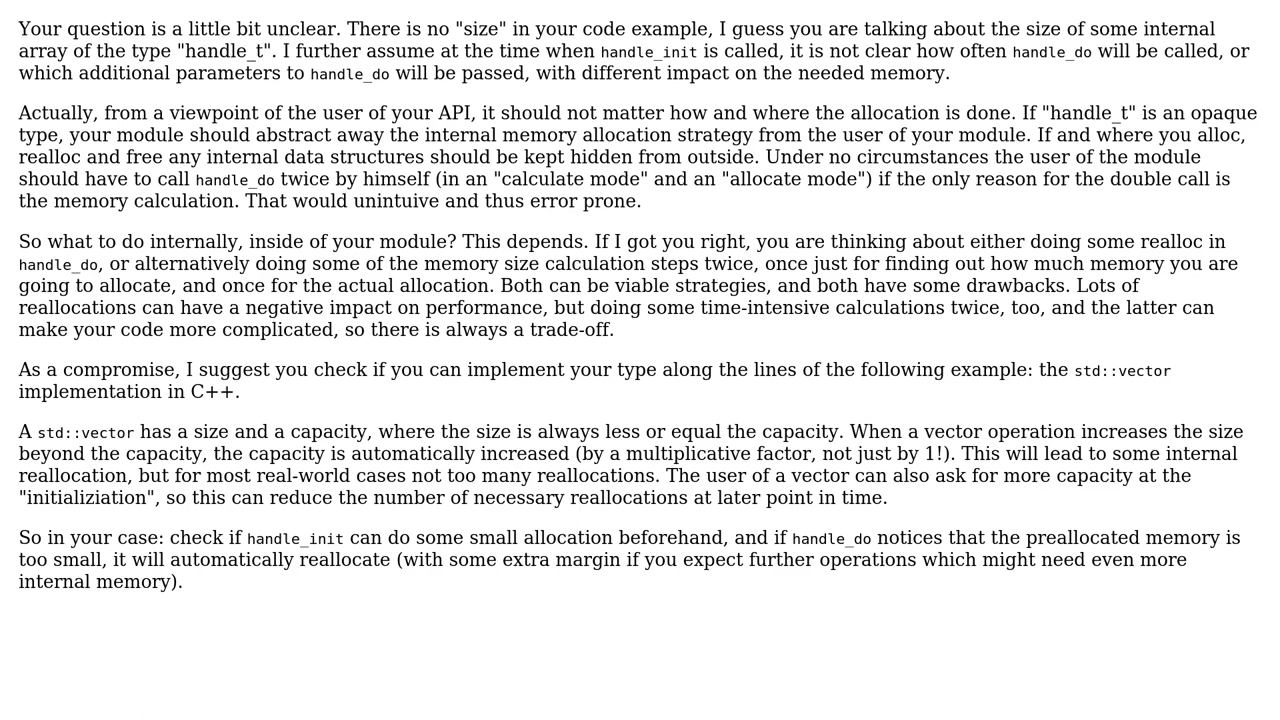 Your question is a little bit unclear. There is no "size" in your code example, I guess you are talking about the size of some internal
array of the type "handle_t". I further assume at the time when handle_init is called, it is not clear how often handle_do will be called, or
which additional parameters to handle_do will be passed, with different impact on the needed memory.
Actually, from a viewpoint of the user of your API, it should not matter how and where the allocation is done. If "handle_t" is an opaque
type, your module should abstract away the internal memory allocation strategy from the user of your module. If and where you alloc,
realloc and free any internal data structures should be kept hidden from outside. Under no circumstances the user of the module
should have to call handle_do twice by himself (in an "calculate mode" and an "allocate mode") if the only reason for the double call is
the memory calculation. That would unintuive and thus error prone.
So what to do internally, inside of your module? This depends. If I got you right, you are thinking about either doing some realloc in
handle_do, or alternatively doing some of the memory size calculation steps twice, once just for finding out how much memory you are
going to allocate, and once for the actual allocation. Both can be viable strategies, and both have some drawbacks. Lots of
reallocations can have a negative impact on performance, but doing some time-intensive calculations twice, too, and the latter can
make your code more complicated, so there is always a trade-off.
As a compromise, I suggest you check if you can implement your type along the lines of the following example: the std::vector
implementation in C++.
A std::vector has a size and a capacity, where the size is always less or equal the capacity. When a vector operation increases the size
beyond the capacity, the capacity is automatically increased (by a multiplicative factor, not just by 1!). This will lead to some internal
reallocation, but for most real-world cases not too many reallocations. The user of a vector can also ask for more capacity at the
"initializiation", so this can reduce the number of necessary reallocations at later point in time.
So in your case: check if handle_init can do some small allocation beforehand, and if handle_do notices that the preallocated memory is
too small, it will automatically reallocate (with some extra margin if you expect further operations which might need even more
internal memory).